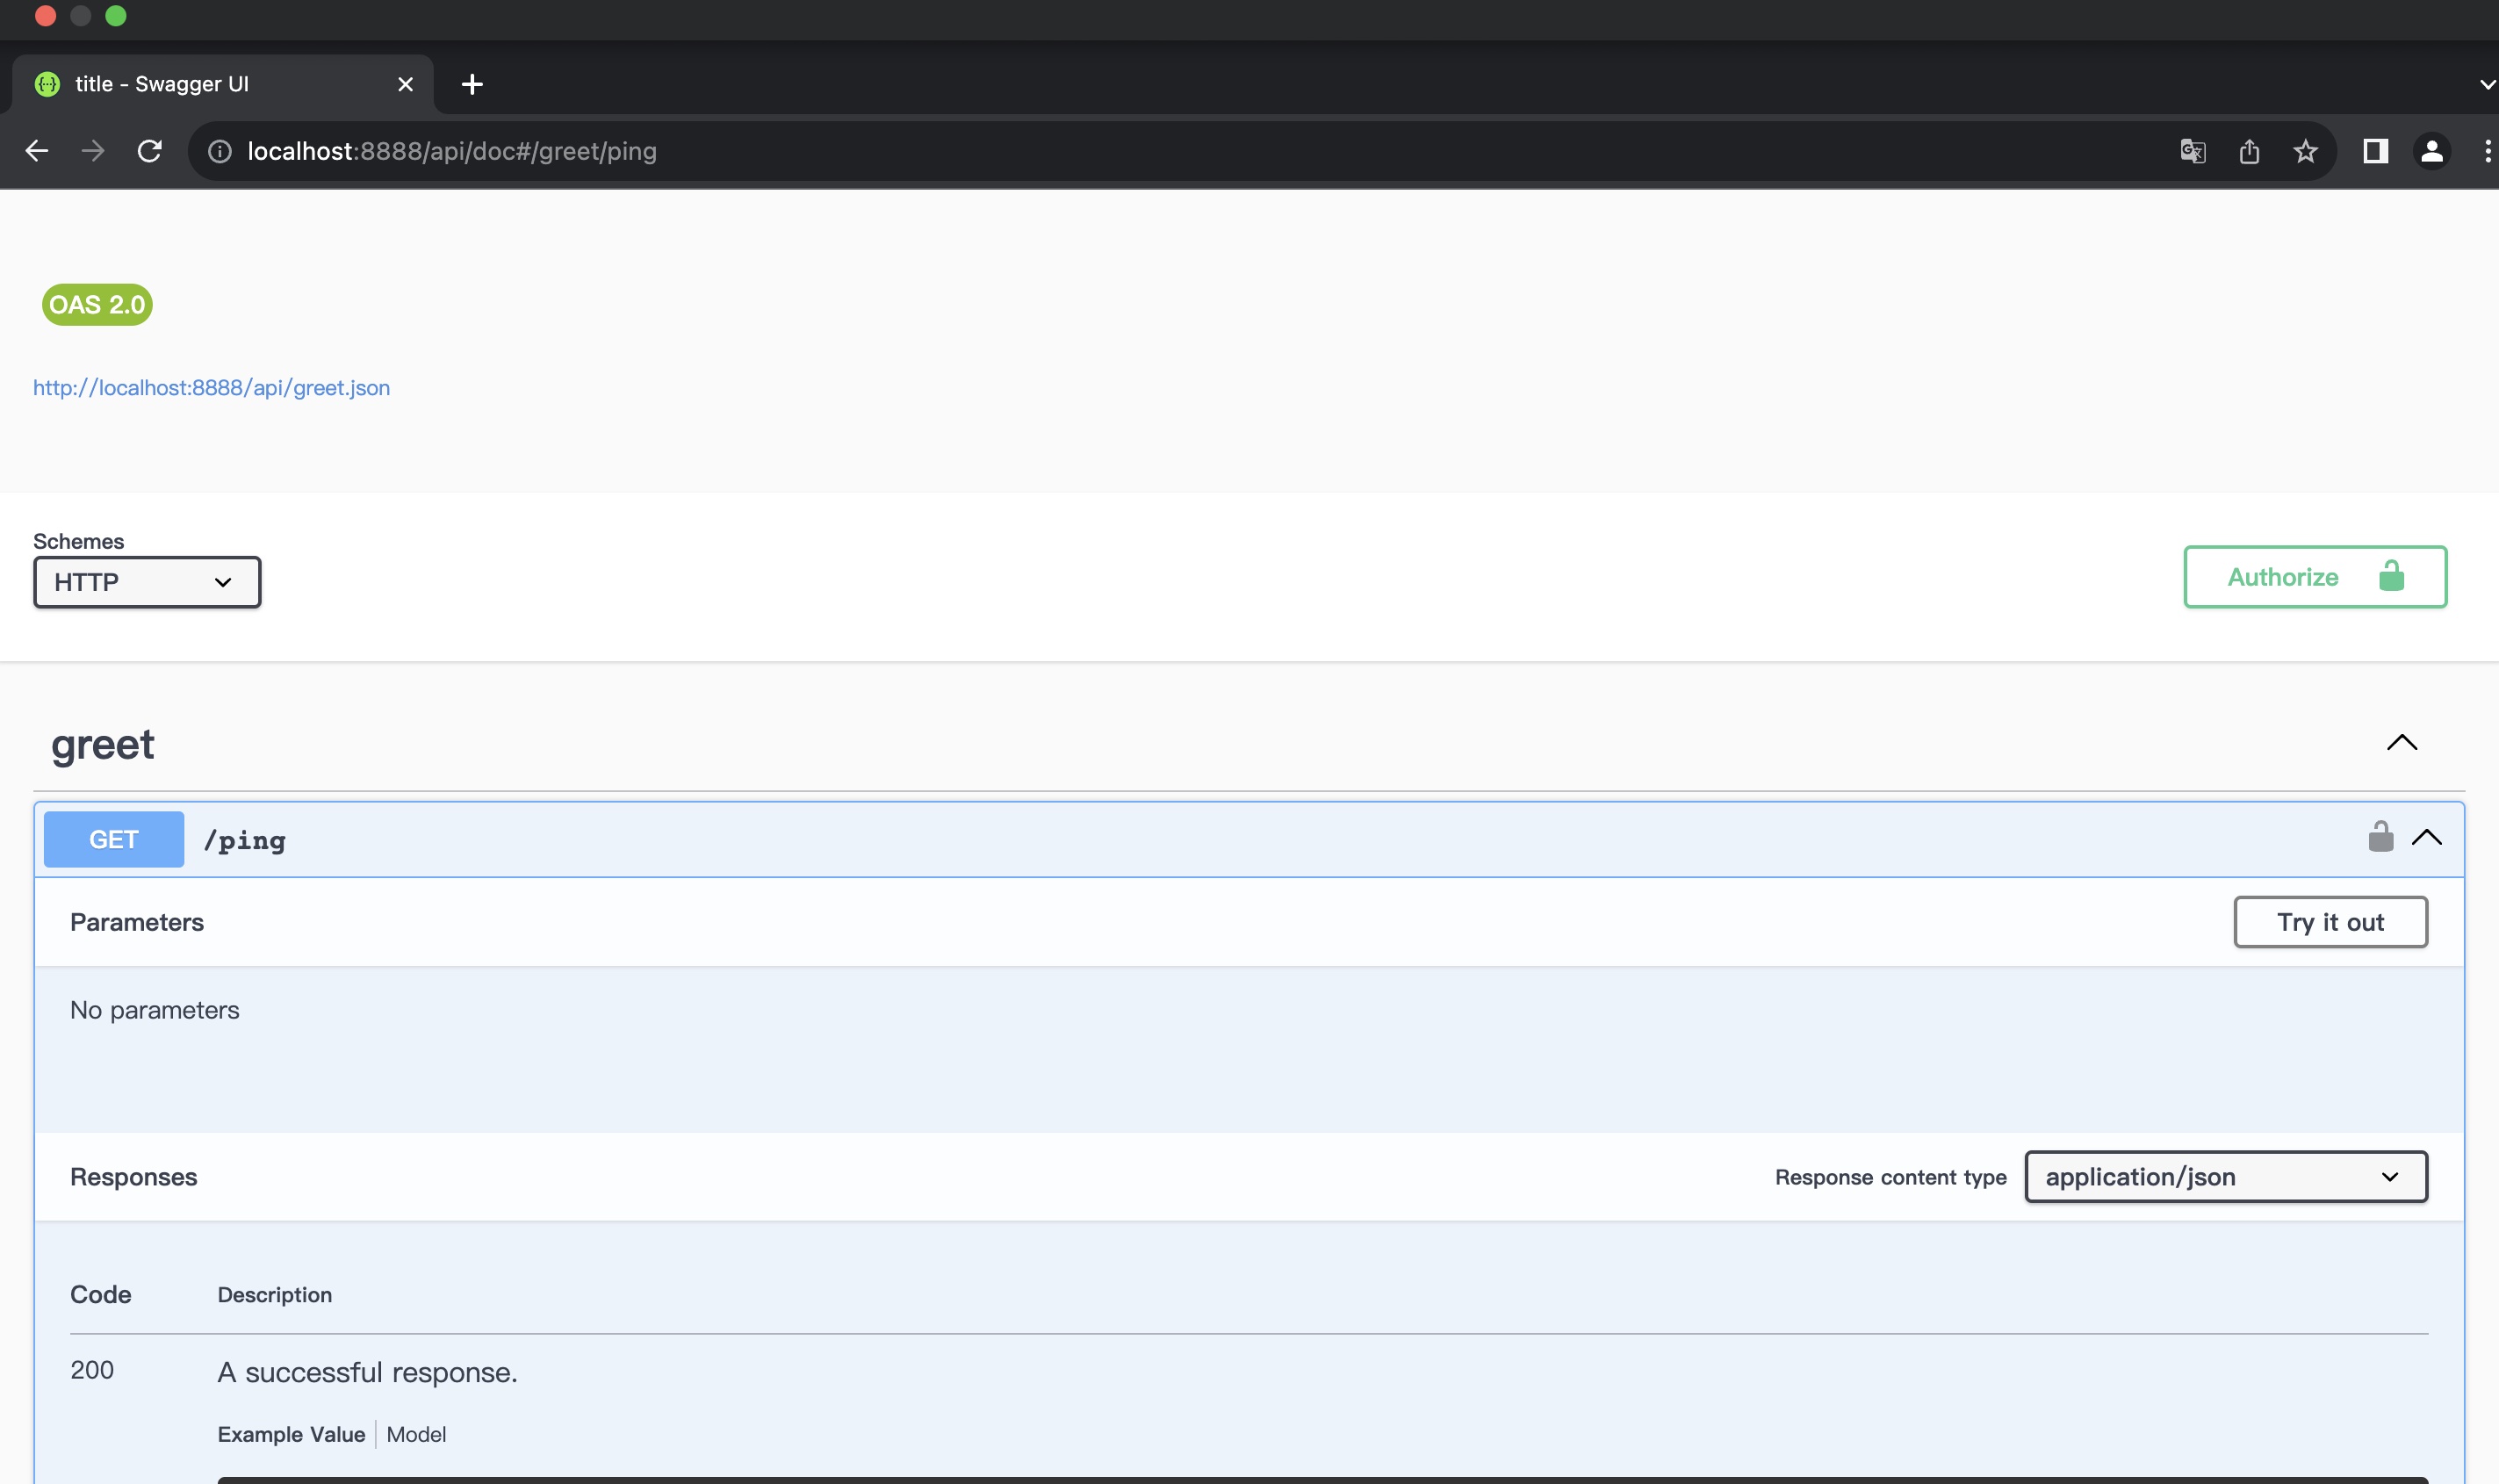 title - Swagger UI
localhost:8888/api/doc#/greet/ping
OAS 2.0
http://localhost:8888/api/greet.json
Schemes
HTTP
Authorize
greet
GET /ping
Parameters
Try it out
No parameters
Responses
Response content type
application/json
Code Description
200 A successful response.
Example Value Model